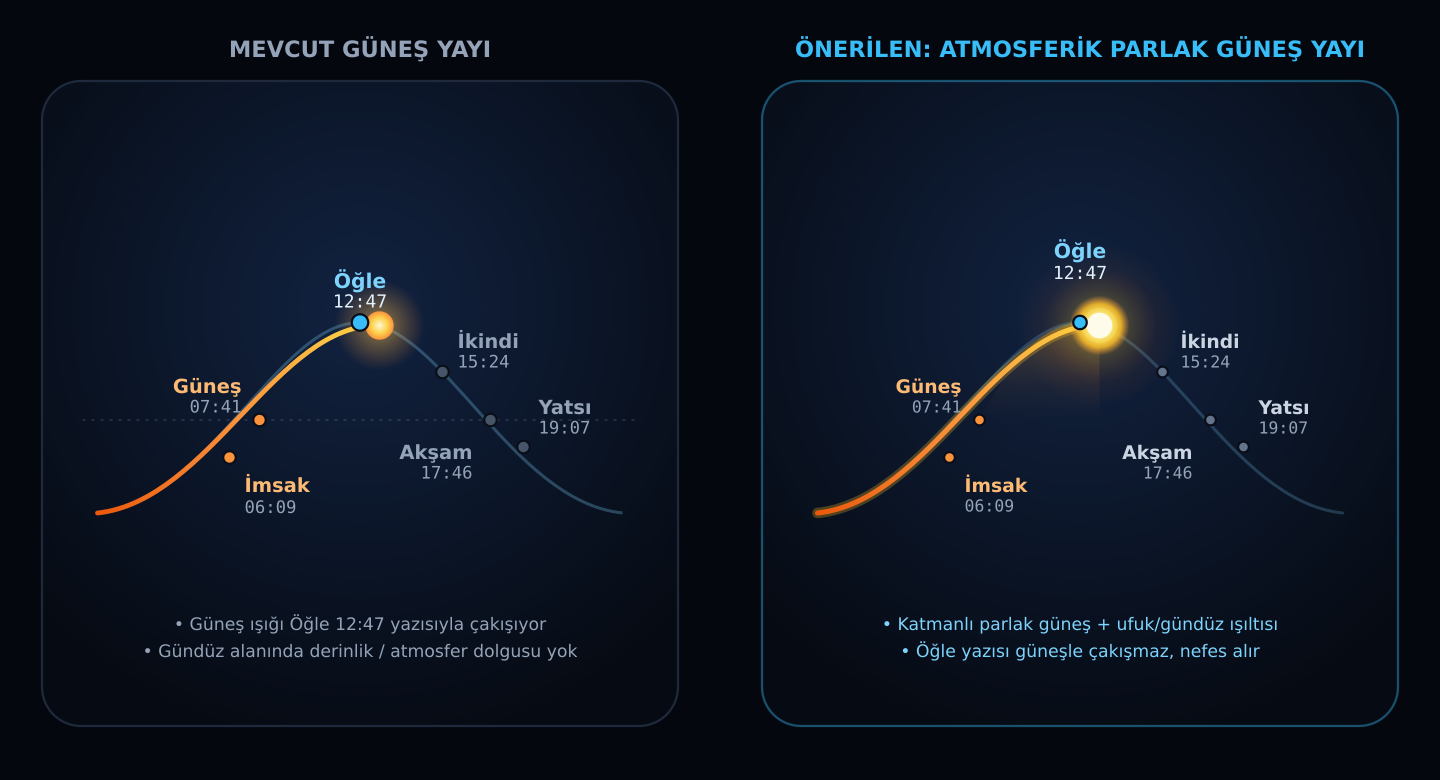 MEVCUT GÜNEŞ YAYI
Öğle
12:47
İkindi
15:24
Güneş
07:41
Yatsı
19:07
Akşam
17:46
İmsak
06:09
• Güneş ışığı Öğle 12:47 yazısıyla çakışıyor
• Gündüz alanında derinlik / atmosfer dolgusu yok
ÖNERİLEN: ATMOSFERİK PARLAK GÜNEŞ YAYI
Öğle
12:47
İkindi
15:24
Güneş
07:41
Yatsı
19:07
Akşam
17:46
İmsak
06:09
• Katmanlı parlak güneş + ufuk/gündüz ışıltısı
• Öğle yazısı güneşle çakışmaz, nefes alır